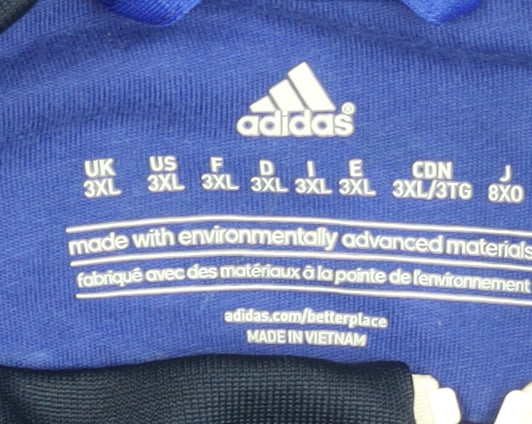 adidas®
UK US F D I E CDN J
3XL 3XL 3XL 3XL 3XL 3XL 3XL/3TG 8XO
made with environmentally advanced materials
fabriqué avec des matériaux à la pointe de l'environnement
adidas.com/betterplace
MADE IN VIETNAM